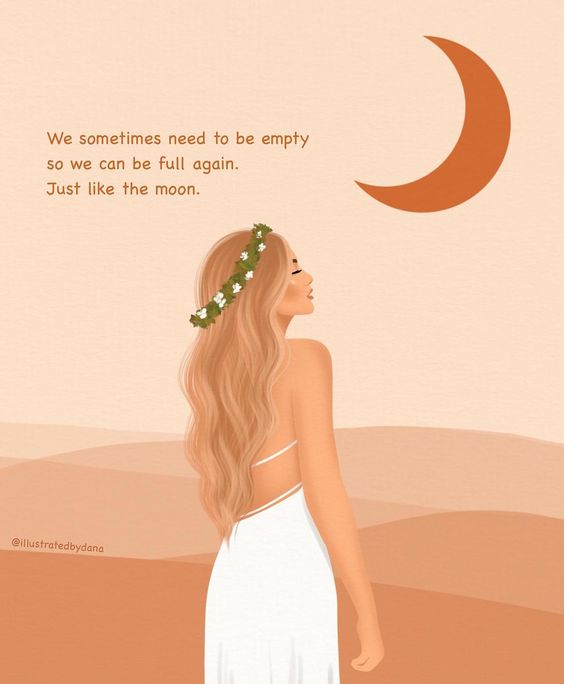 We sometimes need to be empty
so we can be full again.
Just like the moon.
@illustratedbydana